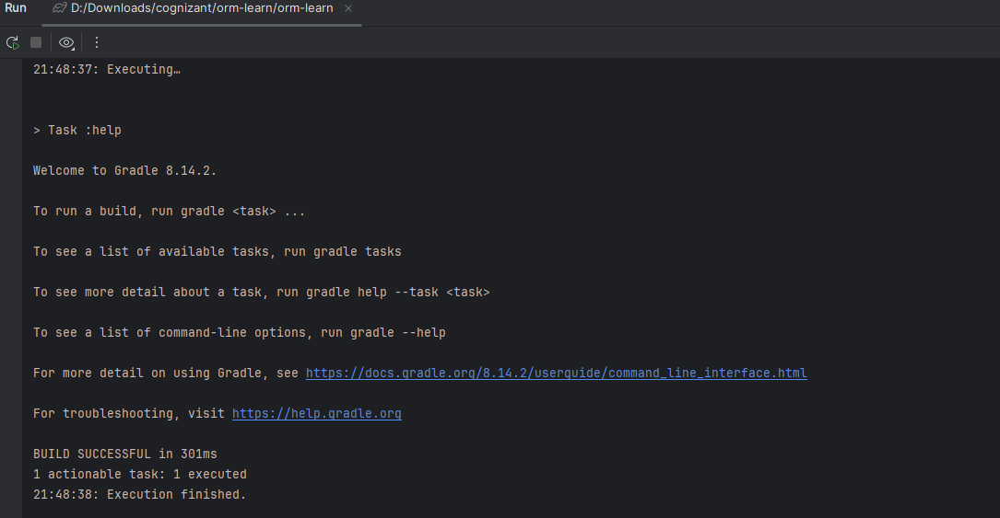 Run
D:/Downloads/cognizant/orm-learn/orm-learn
21:48:37: Executing…
> Task :help
Welcome to Gradle 8.14.2.
To run a build, run gradle <task> ...
To see a list of available tasks, run gradle tasks
To see more detail about a task, run gradle help --task <task>
To see a list of command-line options, run gradle --help
For more detail on using Gradle, see https://docs.gradle.org/8.14.2/userguide/command_line_interface.html
For troubleshooting, visit https://help.gradle.org
BUILD SUCCESSFUL in 301ms
1 actionable task: 1 executed
21:48:38: Execution finished.